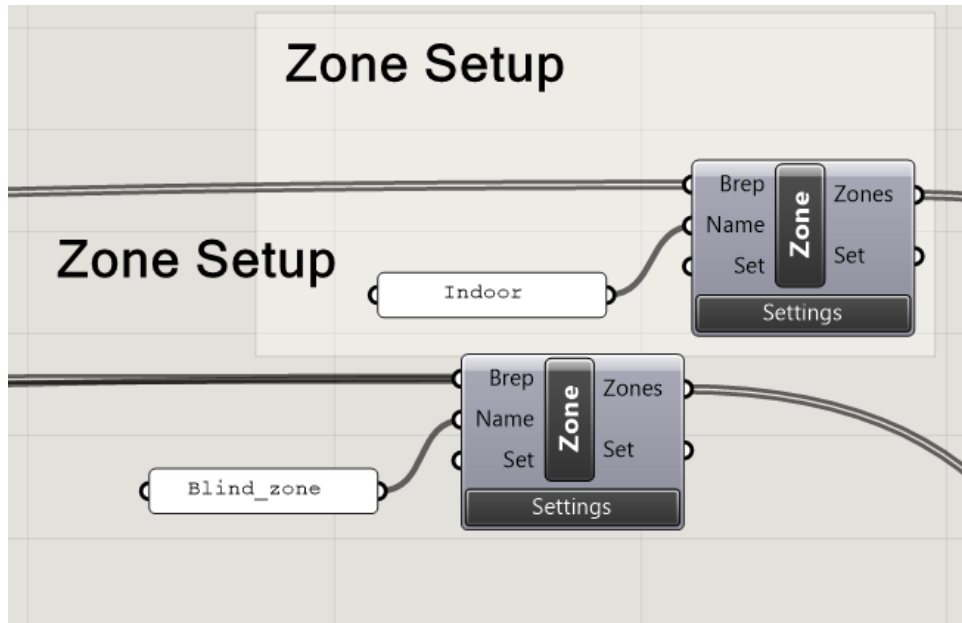 Zone Setup
Brep
Name
Set
Zone
Zones
Set
Settings
Indoor
Zone Setup
Brep
Name
Set
Zone
Zones
Set
Settings
Blind_zone